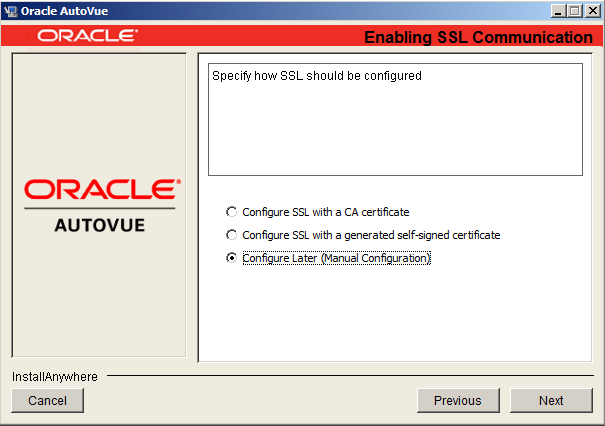 Oracle AutoVue
ORACLE
Enabling SSL Communication
Specify how SSL should be configured
ORACLE®
AUTOVUE
Configure SSL with a CA certificate
Configure SSL with a generated self-signed certificate
Configure Later (Manual Configuration)
InstallAnywhere
Cancel
Previous
Next